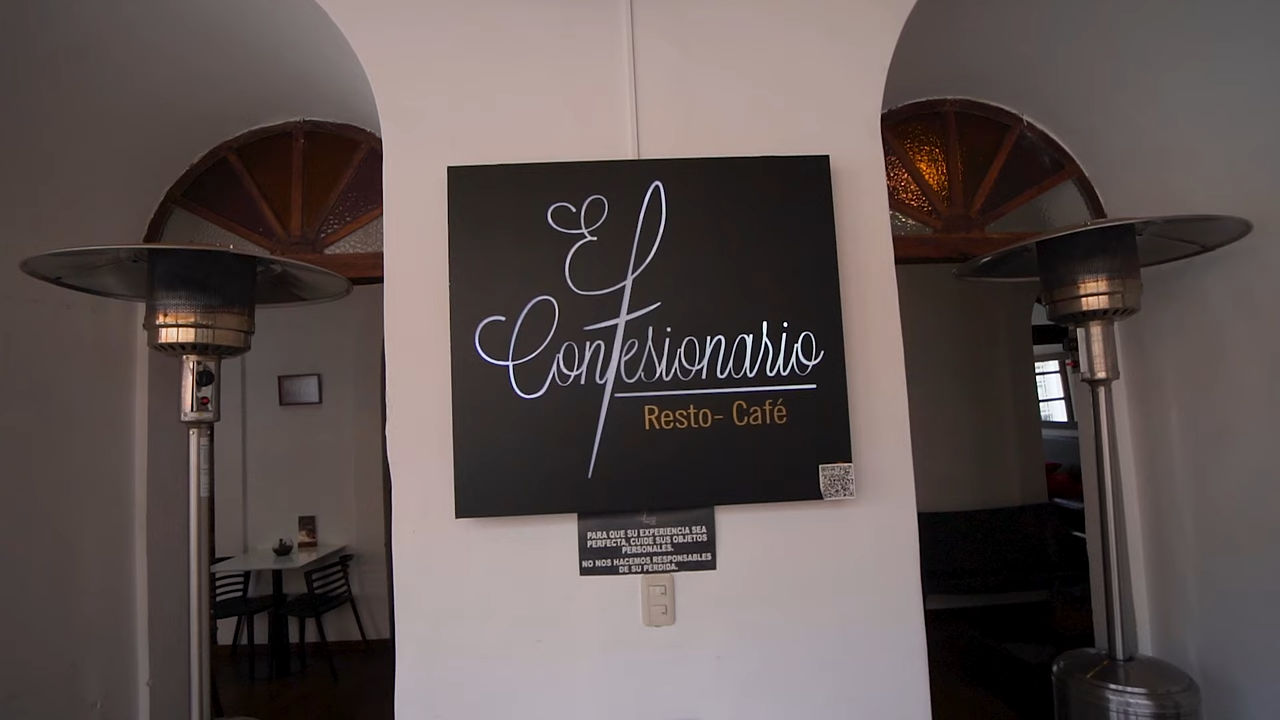 El
Confesionario
Resto- Café
PARA QUE SU EXPERIENCIA SEA
PERFECTA, CUIDE SUS OBJETOS
PERSONALES.
NO NOS HACEMOS RESPONSABLES
DE SU PÉRDIDA.